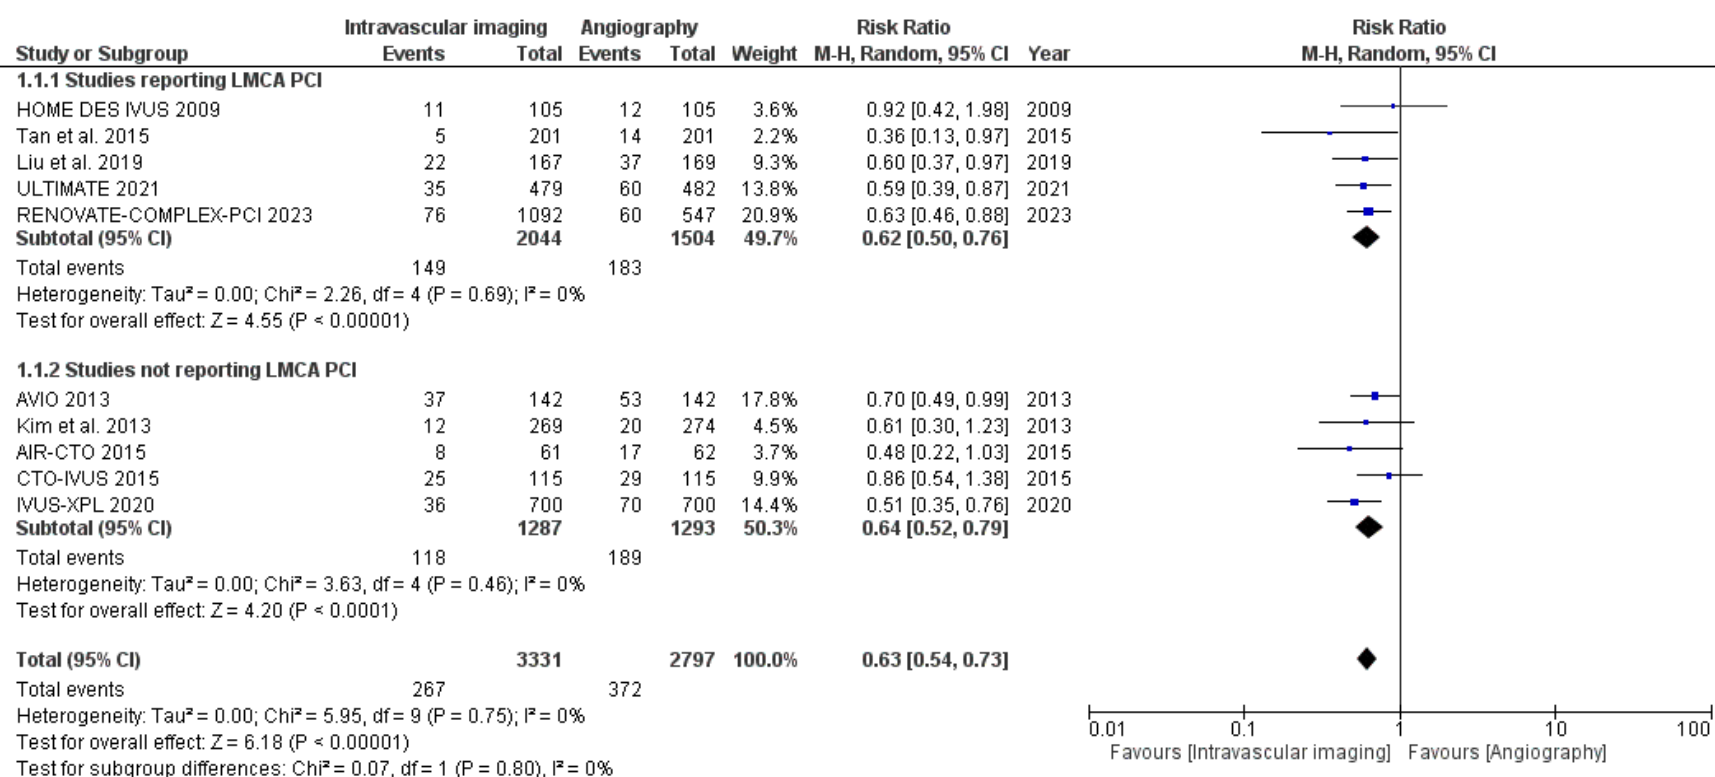 Intravascular imaging Angiography Risk Ratio Risk Ratio
Study or Subgroup Events Total Events Total Weight M-H, Random, 95% CI Year M-H, Random, 95% CI
1.1.1 Studies reporting LMCA PCI
HOME DES IVUS 2009 11 105 12 105 3.6% 0.92 [0.42, 1.98] 2009
Tan et al. 2015 5 201 14 201 2.2% 0.36 [0.13, 0.97] 2015
Liu et al. 2019 22 167 37 169 9.3% 0.60 [0.37, 0.97] 2019
ULTIMATE 2021 35 479 60 482 13.8% 0.59 [0.39, 0.87] 2021
RENOVATE-COMPLEX-PCI 2023 76 1092 60 547 20.9% 0.63 [0.46, 0.88] 2023
Subtotal (95% CI) 2044 1504 49.7% 0.62 [0.50, 0.76]
Total events 149 183
Heterogeneity: Tau² = 0.00; Chi² = 2.26, df = 4 (P = 0.69); I² = 0%
Test for overall effect: Z = 4.55 (P < 0.00001)
1.1.2 Studies not reporting LMCA PCI
AVIO 2013 37 142 53 142 17.8% 0.70 [0.49, 0.99] 2013
Kim et al. 2013 12 269 20 274 4.5% 0.61 [0.30, 1.23] 2013
AIR-CTO 2015 8 61 17 62 3.7% 0.48 [0.22, 1.03] 2015
CTO-IVUS 2015 25 115 29 115 9.9% 0.86 [0.54, 1.38] 2015
IVUS-XPL 2020 36 700 70 700 14.4% 0.51 [0.35, 0.76] 2020
Subtotal (95% CI) 1287 1293 50.3% 0.64 [0.52, 0.79]
Total events 118 189
Heterogeneity: Tau² = 0.00; Chi² = 3.63, df = 4 (P = 0.46); I² = 0%
Test for overall effect: Z = 4.20 (P < 0.0001)
Total (95% CI) 3331 2797 100.0% 0.63 [0.54, 0.73]
Total events 267 372
Heterogeneity: Tau² = 0.00; Chi² = 5.95, df = 9 (P = 0.75); I² = 0%
Test for overall effect: Z = 6.18 (P < 0.00001)
Test for subgroup differences: Chi² = 0.07, df = 1 (P = 0.80), I² = 0%
0.01 0.1 1 10 100
Favours [Intravascular imaging] Favours [Angiography]